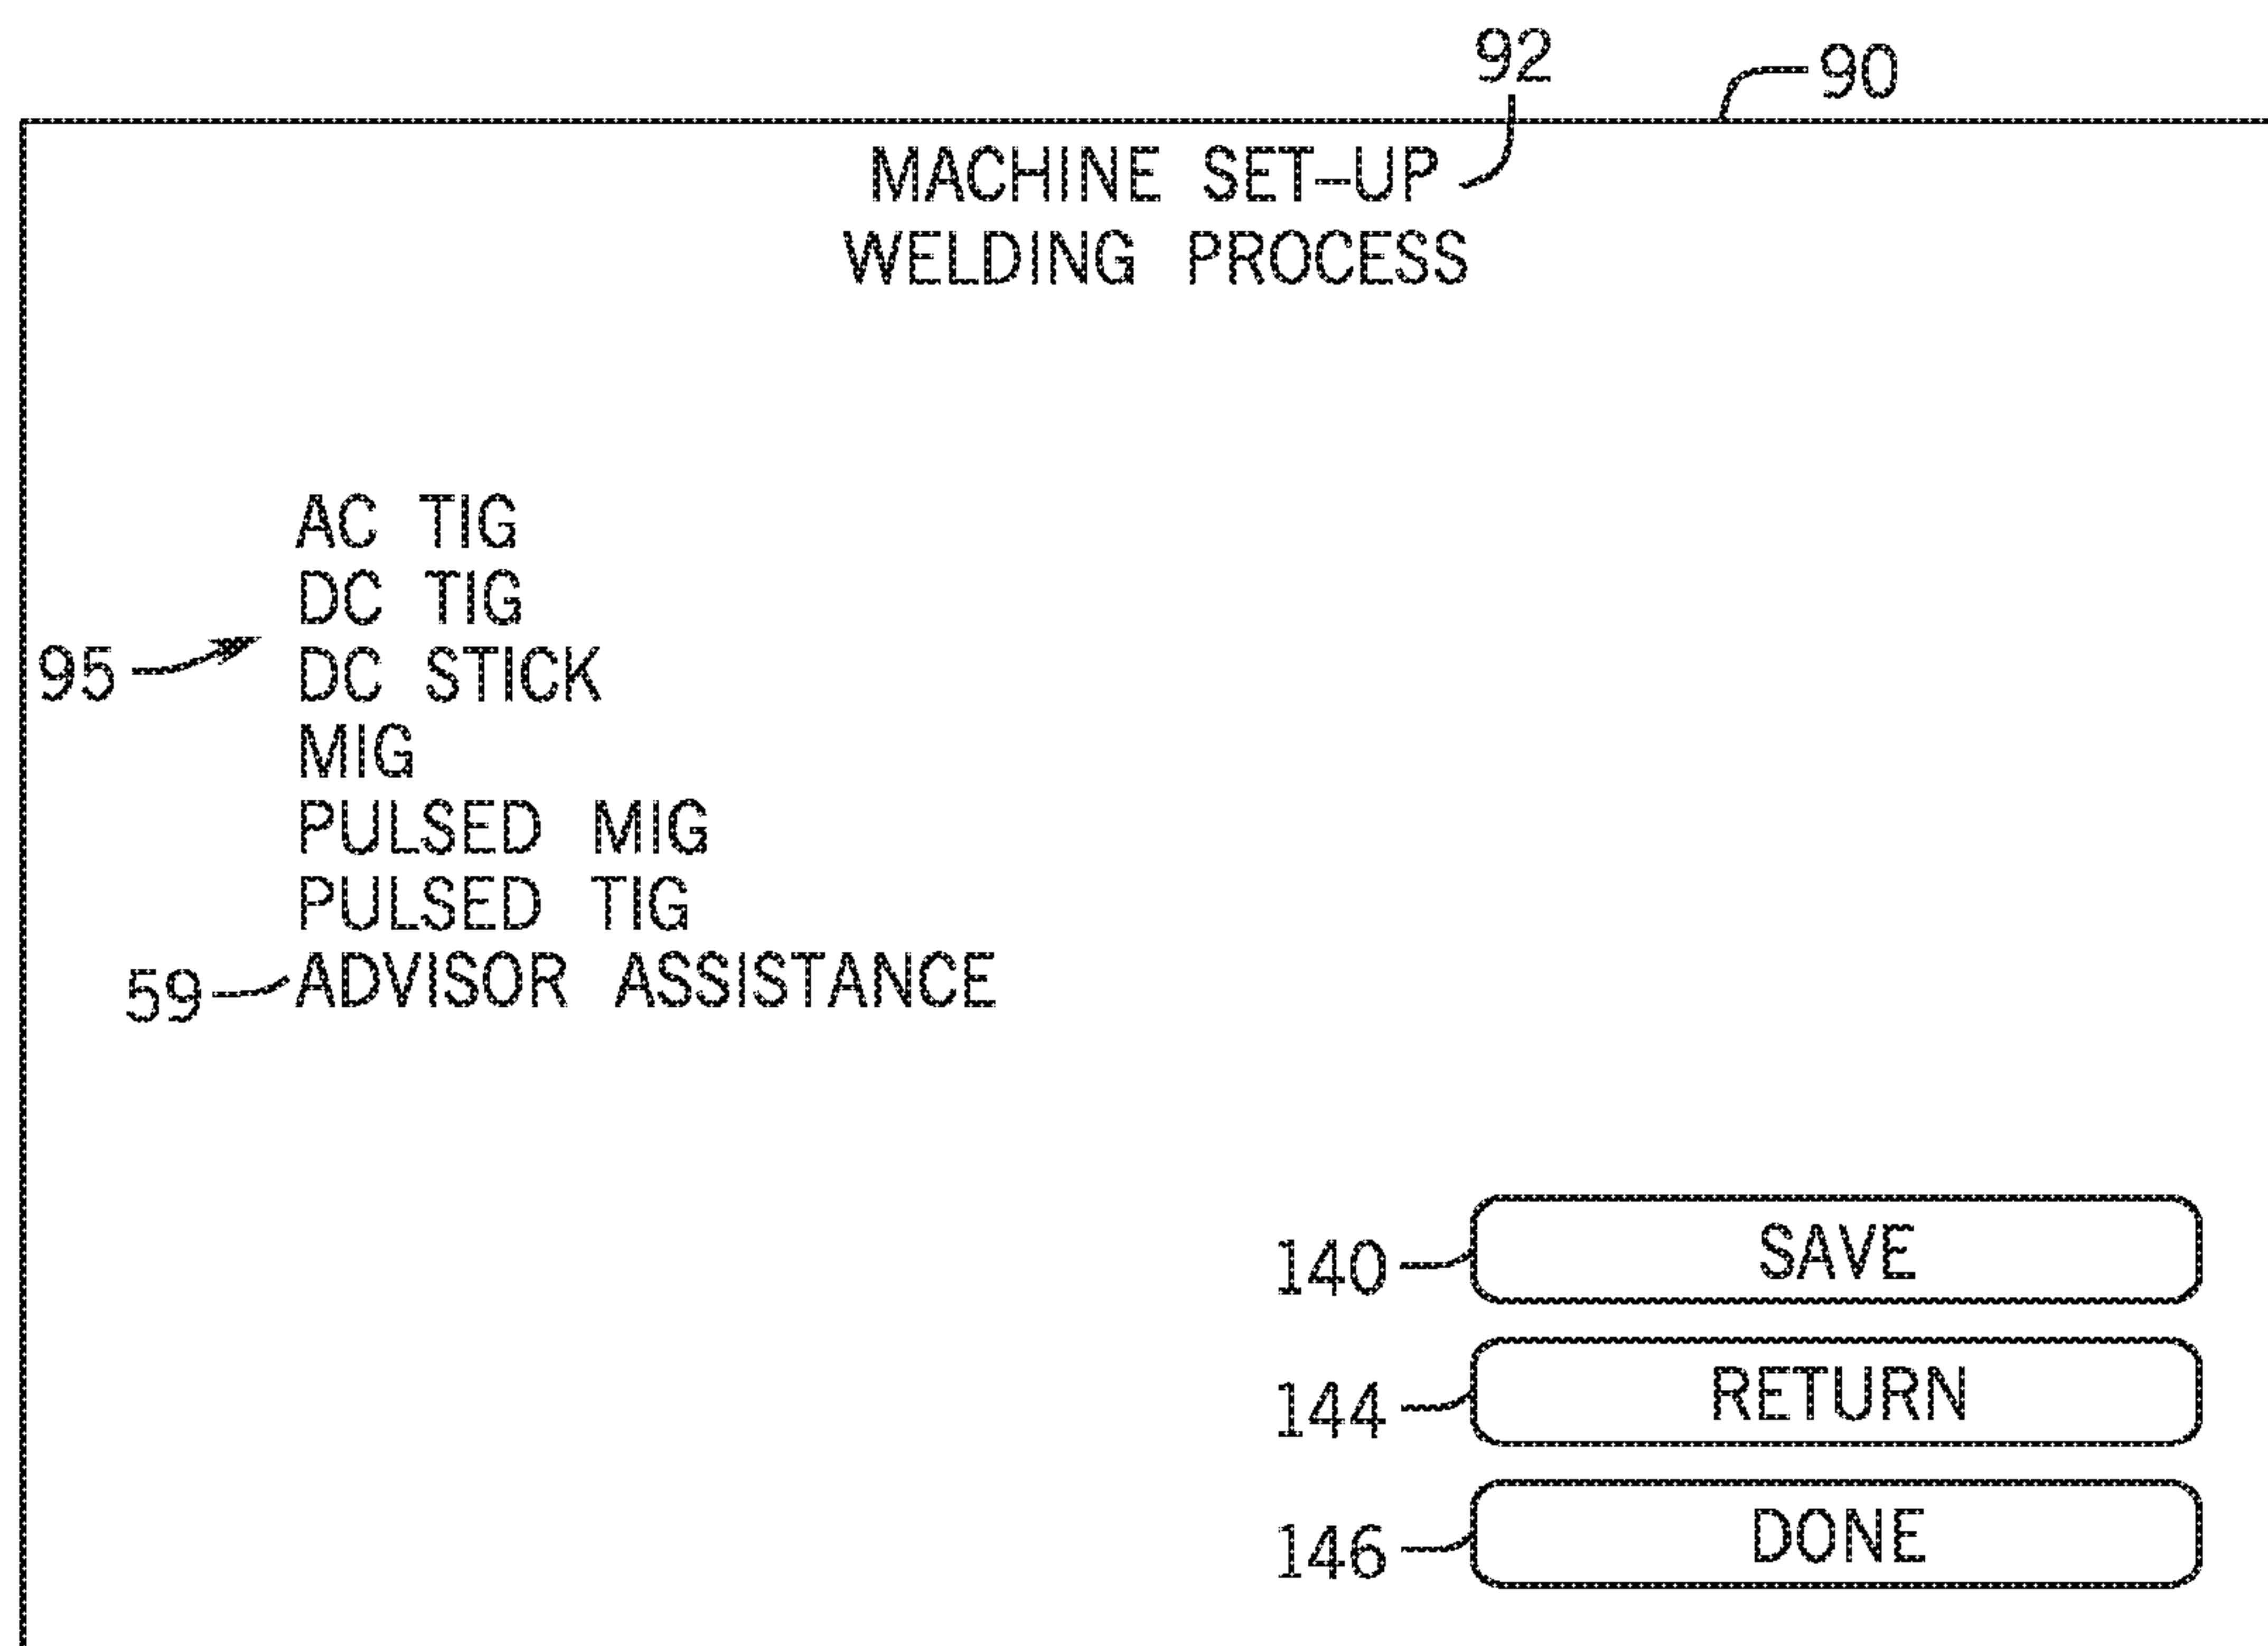 92
90
MACHINE SET-UP
WELDING PROCESS
AC TIG
DC TIG
95 DC STICK
MIG
PULSED MIG
PULSED TIG
59 ADVISOR ASSISTANCE
140 SAVE
144 RETURN
146 DONE